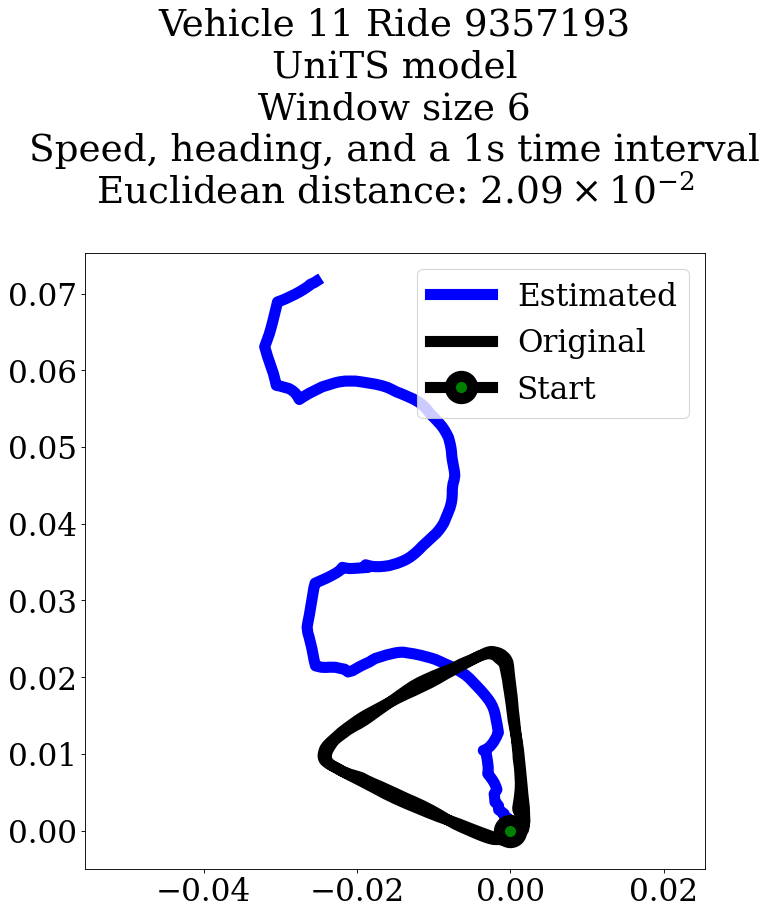 Vehicle 11 Ride 9357193
UniTS model
Window size 6
Speed, heading, and a 1s time interval
Euclidean distance: 2.09 × 10⁻²
Estimated
Original
Start
0.07
0.06
0.05
0.04
0.03
0.02
0.01
0.00
−0.04 −0.02 0.00 0.02